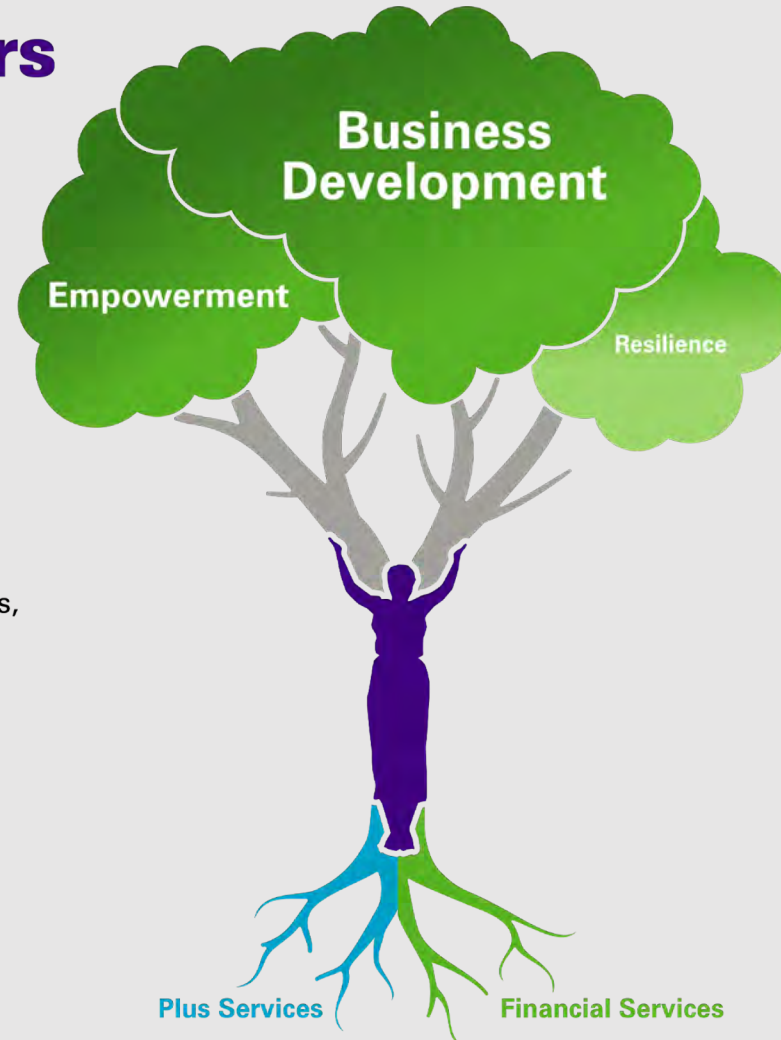 rs
Business
Development
Empowerment
Resilience
s,
Plus Services
Financial Services